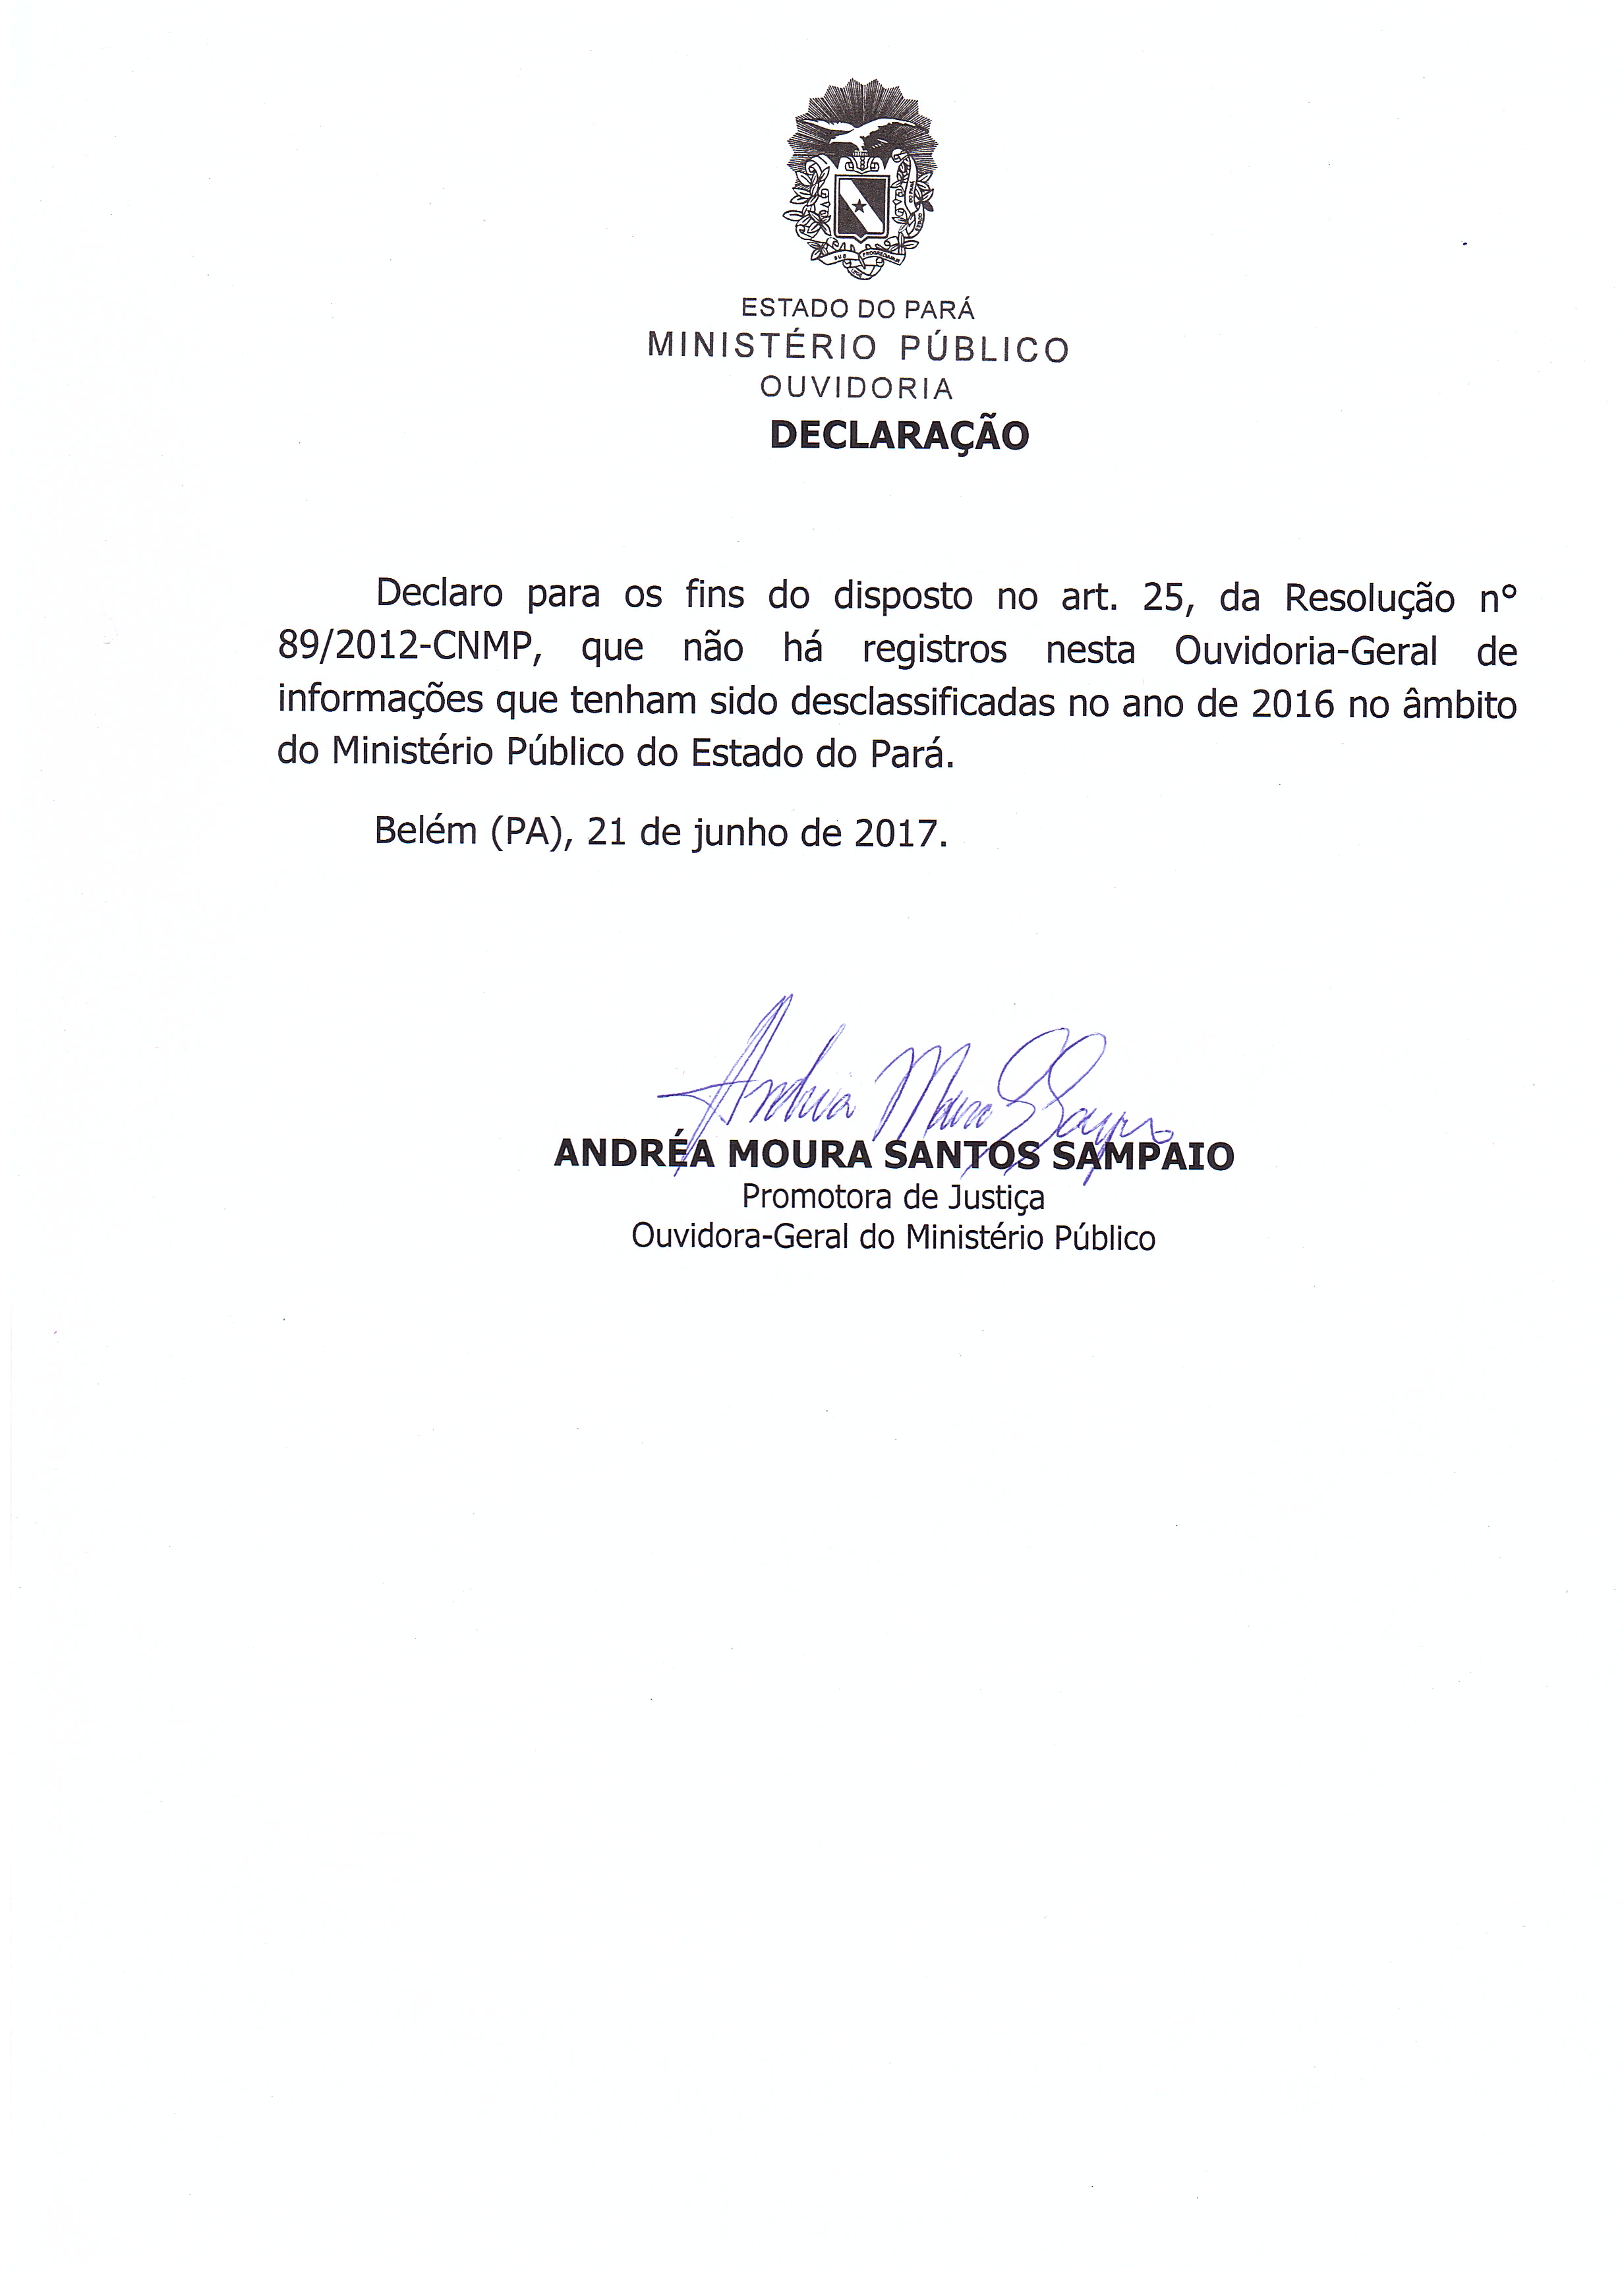 ESTADO DO PARÁ
MINISTÉRIO PÚBLICO
OUVIDORIA
DECLARAÇÃO
Declaro para os fins do disposto no art. 25, da Resolução nº
89/2012-CNMP, que não há registros nesta Ouvidoria-Geral de
informações que tenham sido desclassificadas no ano de 2016 no âmbito
do Ministério Público do Estado do Pará.
Belém (PA), 21 de junho de 2017.
ANDRÉA MOURA SANTOS SAMPAIO
Promotora de Justiça
Ouvidora-Geral do Ministério Público